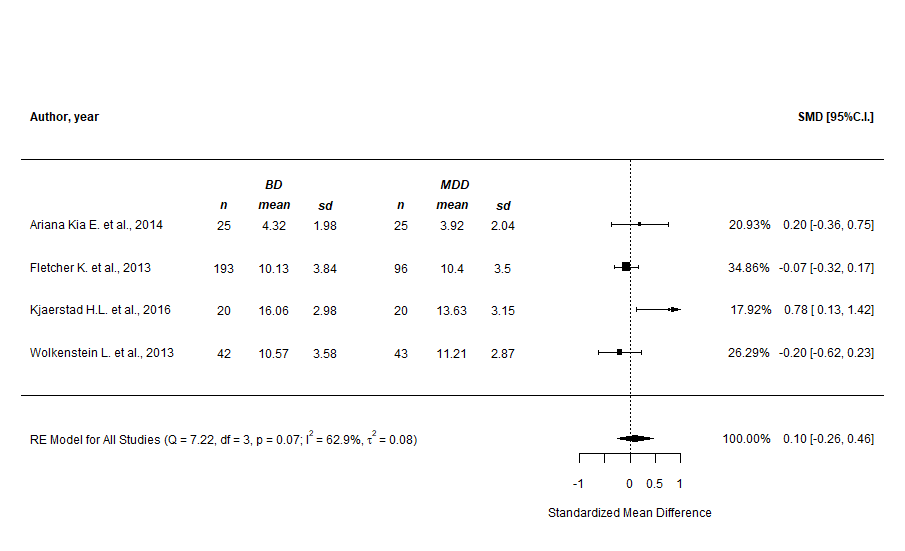 Author, year SMD [95%C.I.]
BD MDD
n mean sd n mean sd
Ariana Kia E. et al., 2014 25 4.32 1.98 25 3.92 2.04 20.93% 0.20 [-0.36, 0.75]
Fletcher K. et al., 2013 193 10.13 3.84 96 10.4 3.5 34.86% -0.07 [-0.32, 0.17]
Kjaerstad H.L. et al., 2016 20 16.06 2.98 20 13.63 3.15 17.92% 0.78 [ 0.13, 1.42]
Wolkenstein L. et al., 2013 42 10.57 3.58 43 11.21 2.87 26.29% -0.20 [-0.62, 0.23]
RE Model for All Studies (Q = 7.22, df = 3, p = 0.07; I² = 62.9%, τ² = 0.08) 100.00% 0.10 [-0.26, 0.46]
-1 0 0.5 1
Standardized Mean Difference